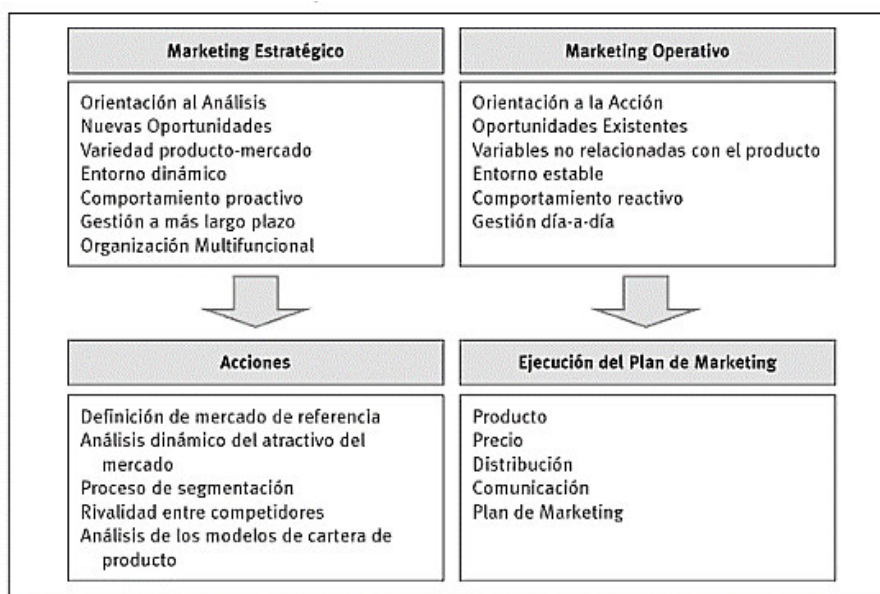 Marketing Estratégico
Orientación al Análisis
Nuevas Oportunidades
Variedad producto-mercado
Entorno dinámico
Comportamiento proactivo
Gestión a más largo plazo
Organización Multifuncional
Marketing Operativo
Orientación a la Acción
Oportunidades Existentes
Variables no relacionadas con el producto
Entorno estable
Comportamiento reactivo
Gestión día-a-día
Acciones
Definición de mercado de referencia
Análisis dinámico del atractivo del
mercado
Proceso de segmentación
Rivalidad entre competidores
Análisis de los modelos de cartera de
producto
Ejecución del Plan de Marketing
Producto
Precio
Distribución
Comunicación
Plan de Marketing